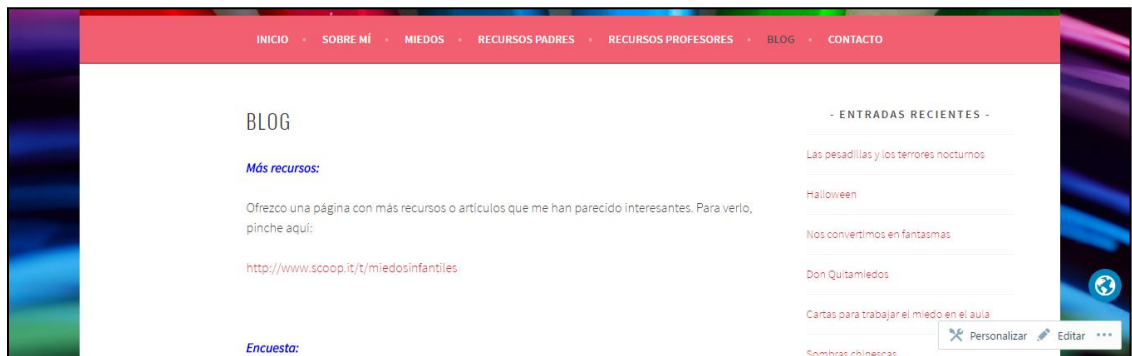 INICIO SOBRE MÍ MIEDOS RECURSOS PADRES RECURSOS PROFESORES BLOG CONTACTO
BLOG
Más recursos:
Ofrezco una página con más recursos o artículos que me han parecido interesantes. Para verlo,
pinche aquí:
http://www.scoop.it/t/miedosinfantiles
Encuesta:
- ENTRADAS RECIENTES -
Las pesadillas y los terrores nocturnos
Halloween
Nos convertimos en fantasmas
Don Quitamiedos
Cartas para trabajar el miedo en el aula
Sombras chinescas
Personalizar Editar